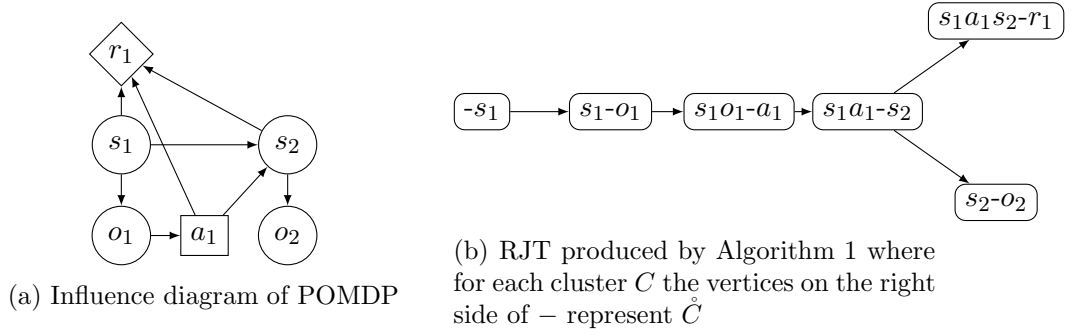 r₁
s₁
s₂
o₁
a₁
o₂
(a) Influence diagram of POMDP
s₁a₁s₂-r₁
-s₁
s₁-o₁
s₁o₁-a₁
s₁a₁-s₂
s₂-o₂
(b) RJT produced by Algorithm 1 where
for each cluster C the vertices on the right
side of − represent C̊